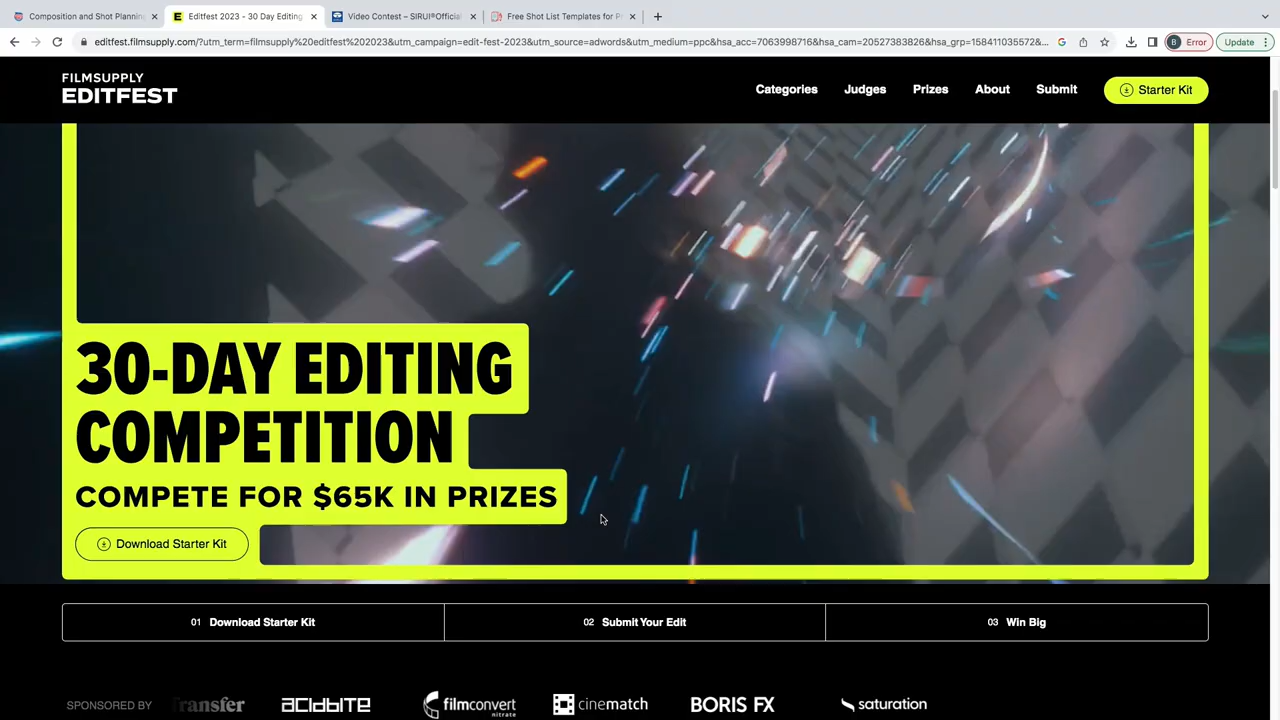 Composition and Shot Planning
Editfest 2023 - 30 Day Editing
Video Contest – SIRUI®Official
Free Shot List Templates for P
editfest.filmsupply.com/?utm_term=filmsupply%20editfest%202023&utm_campaign=edit-fest-2023&utm_source=adwords&utm_medium=ppc&hsa_acc=7063998716&hsa_cam=20527383826&hsa_grp=158411035572&...
B Error
Update
FILMSUPPLY
EDITFEST
Categories
Judges
Prizes
About
Submit
Starter Kit
30-DAY EDITING
COMPETITION
COMPETE FOR $65K IN PRIZES
Download Starter Kit
01 Download Starter Kit
02 Submit Your Edit
03 Win Big
SPONSORED BY
Transfer
acidbite
filmconvert
nitrate
cinematch
BORIS FX
saturation